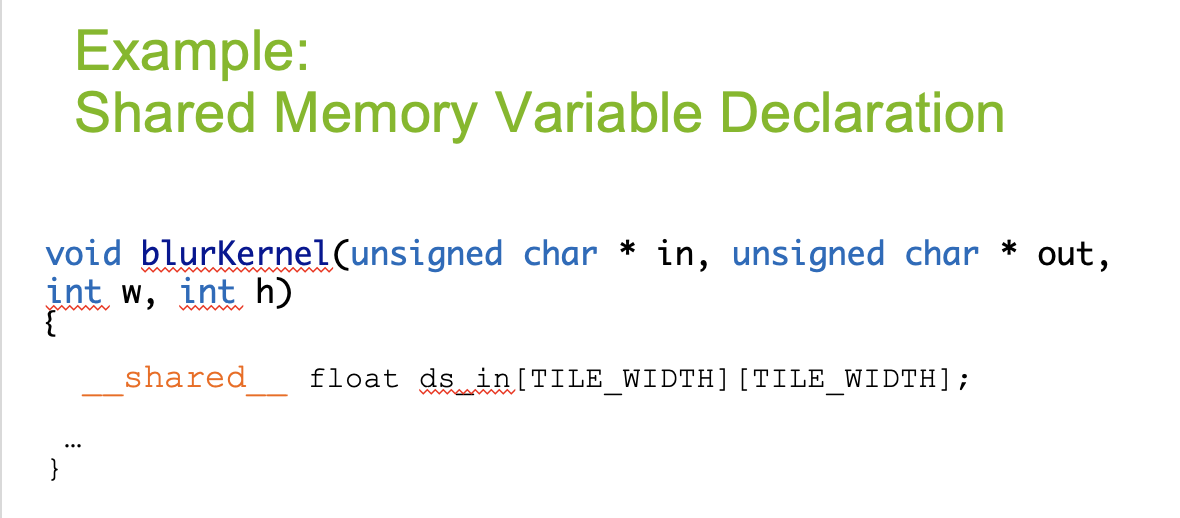 Example:
Shared Memory Variable Declaration
void blurKernel(unsigned char * in, unsigned char * out,
int w, int h)
{
__shared__ float ds_in[TILE_WIDTH][TILE_WIDTH];
…
}